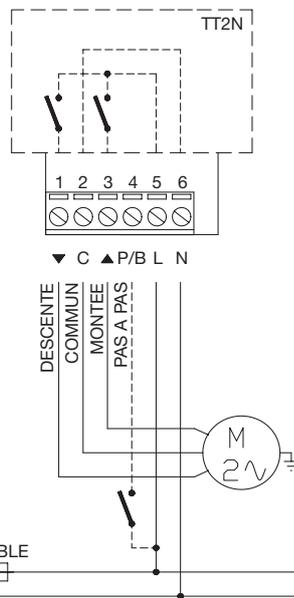 TT2N
1 2 3 4 5 6
▼ C ▲ P/B L N
DESCENTE
COMMUN
MONTEE
PAS A PAS
M
2∿
BLE